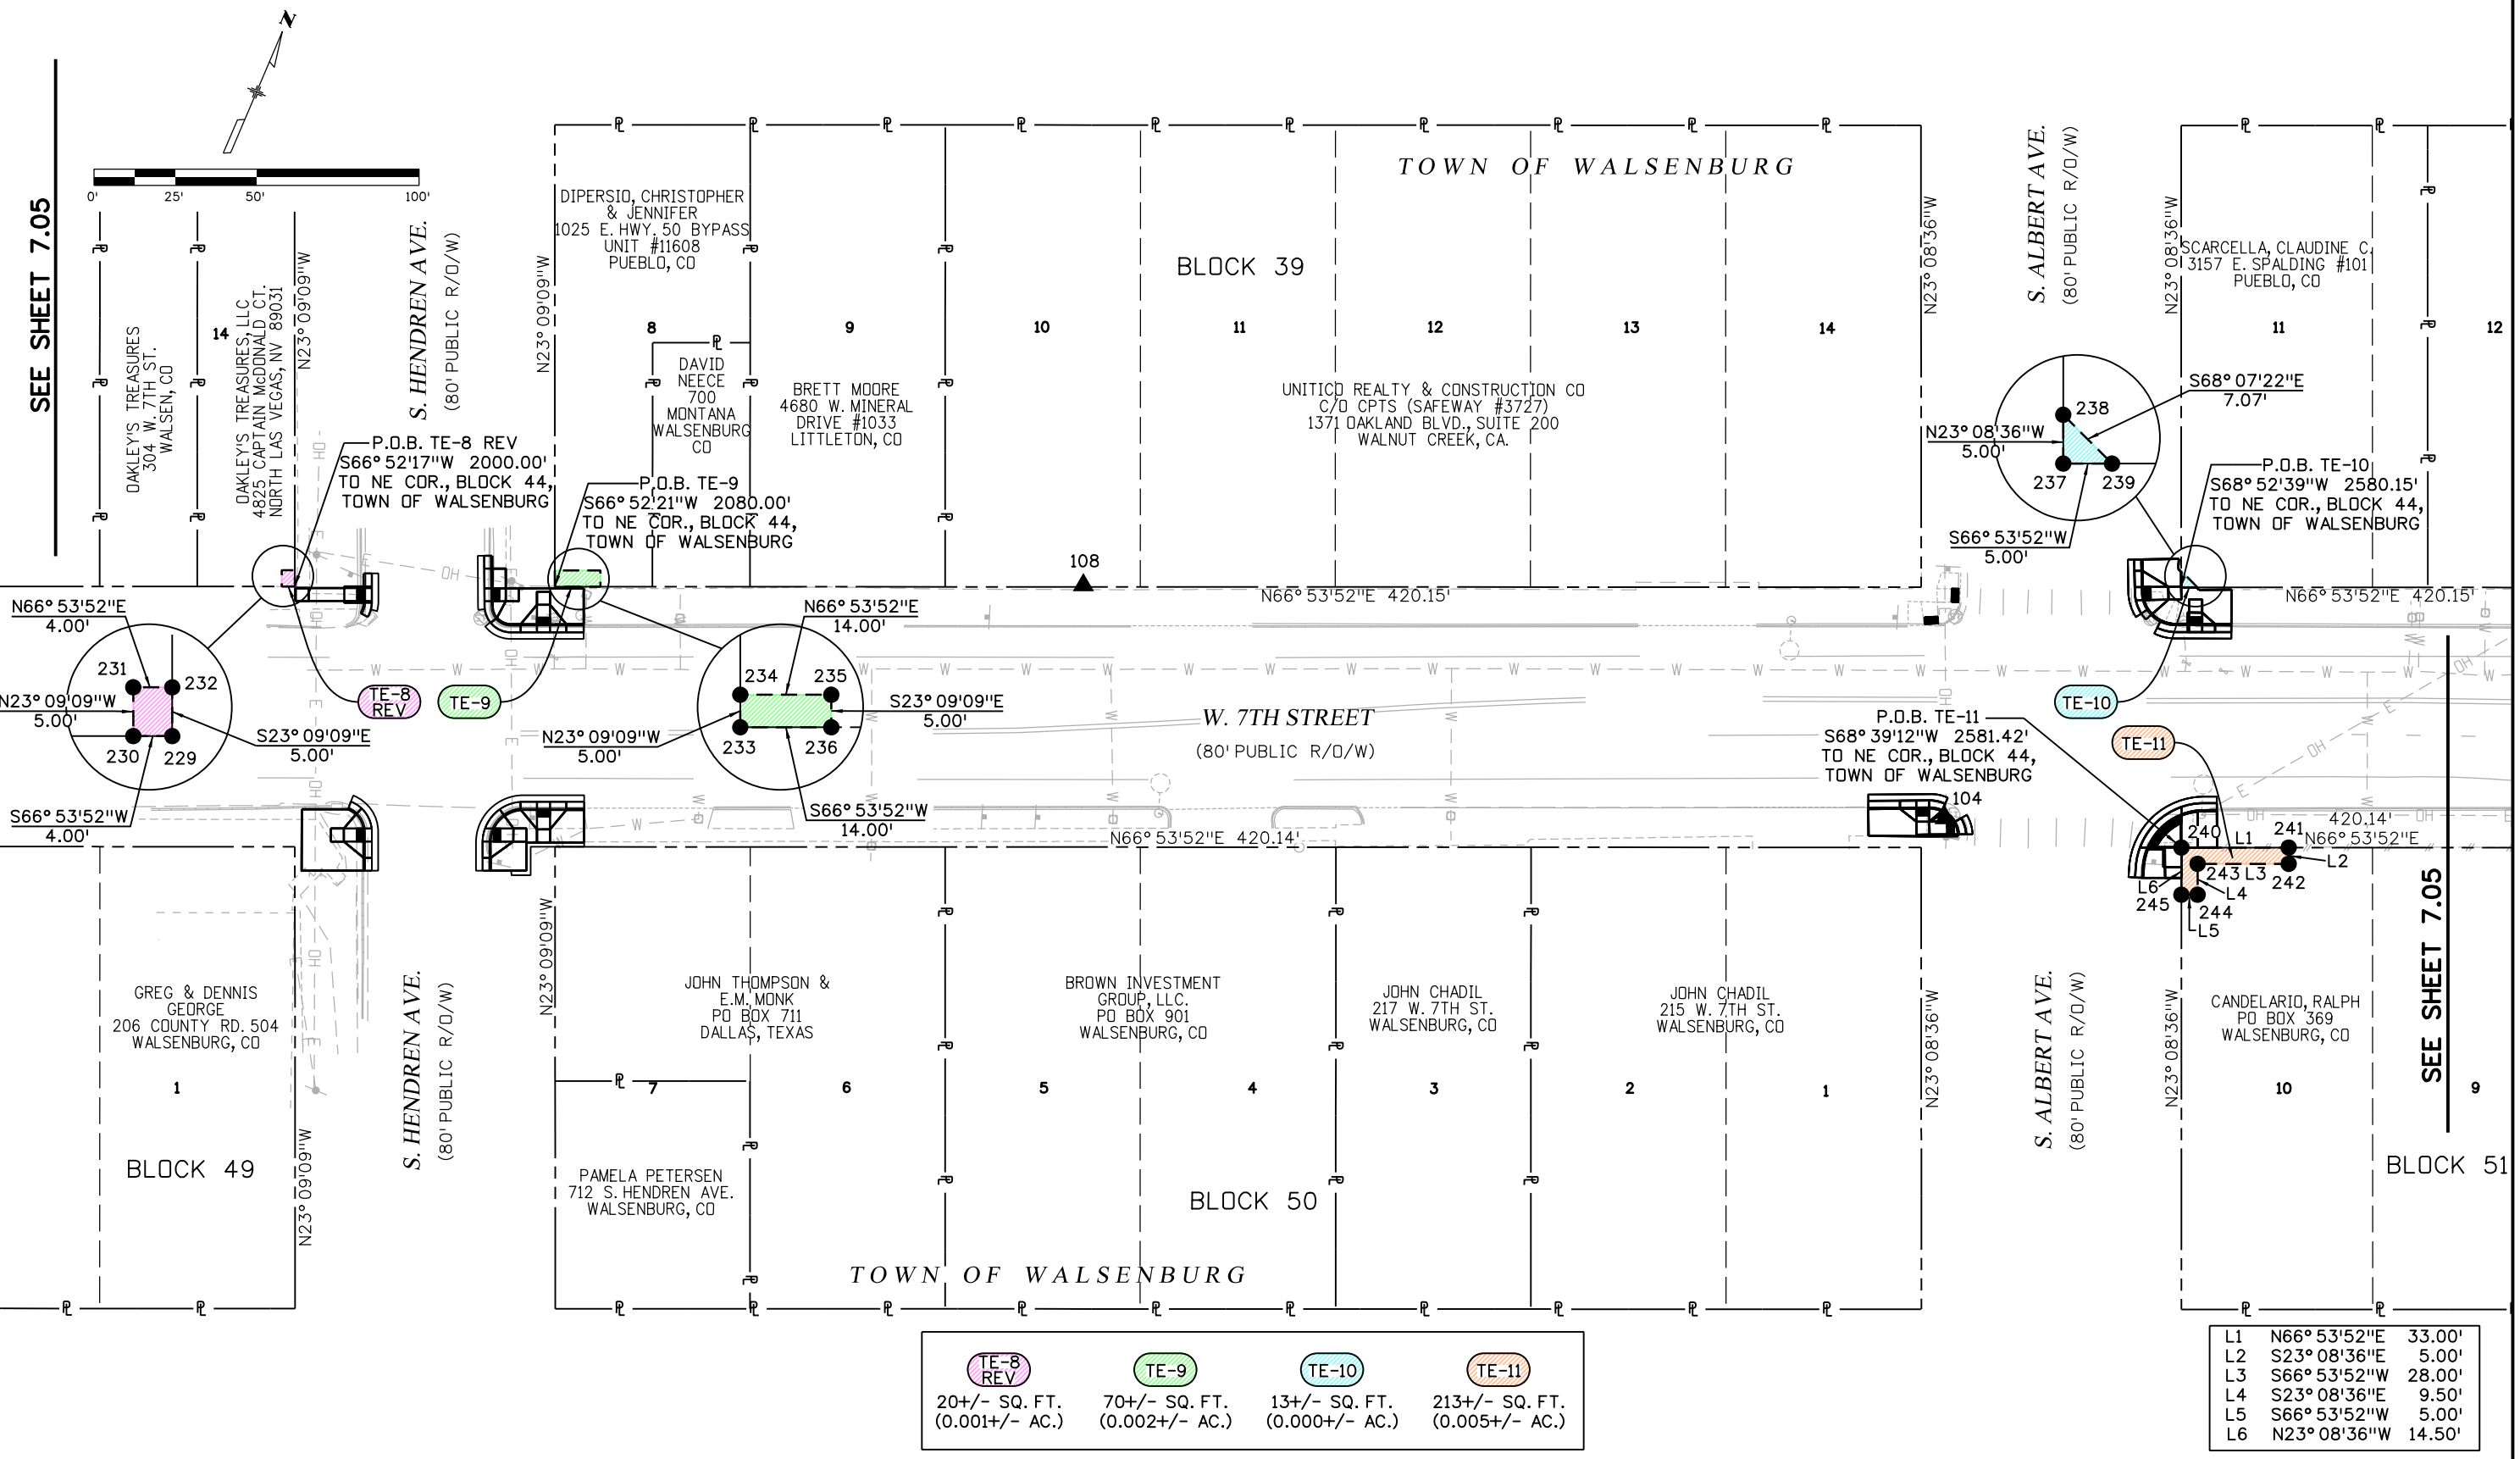 N
0'
25'
50'
100'
SEE SHEET 7.05
OAKLEY'S TREASURES
304 W. 7TH ST.
WALSEN, CO
14
OAKLEY'S TREASURES, LLC
4825 CAPTAIN McDONALD CT.
NORTH LAS VEGAS, NV 89031
N23°09'09"W
S. HENDREN AVE.
(80' PUBLIC R/O/W)
N23°09'09"W
DIPERSIO, CHRISTOPHER
& JENNIFER
1025 E. HWY. 50 BYPASS
UNIT #11608
PUEBLO, CO
8
DAVID
NEECE
700
MONTANA
WALSENBURG
CO
9
BRETT MOORE
4680 W. MINERAL
DRIVE #1033
LITTLETON, CO
TOWN OF WALSENBURG
BLOCK 39
10
11
12
13
14
UNITICO REALTY & CONSTRUCTION CO
C/O CPTS (SAFEWAY #3727)
1371 OAKLAND BLVD., SUITE 200
WALNUT CREEK, CA.
N23°08'36"W
S. ALBERT AVE.
(80' PUBLIC R/O/W)
N23°08'36"W
SCARCELLA, CLAUDINE C.
3157 E. SPALDING #101
PUEBLO, CO
11
12
P.O.B. TE-8 REV
S66°52'17"W 2000.00'
TO NE COR., BLOCK 44,
TOWN OF WALSENBURG
P.O.B. TE-9
S66°52'21"W 2080.00'
TO NE COR., BLOCK 44,
TOWN OF WALSENBURG
108
N66°53'52"E 420.15'
S68°07'22"E
7.07'
238
N23°08'36"W
5.00'
237
239
S66°53'52"W
5.00'
P.O.B. TE-10
S68°52'39"W 2580.15'
TO NE COR., BLOCK 44,
TOWN OF WALSENBURG
N66°53'52"E 420.15'
N66°53'52"E
4.00'
231
232
N23°09'09"W
5.00'
230
229
S23°09'09"E
5.00'
S66°53'52"W
4.00'
TE-8
REV
TE-9
N66°53'52"E
14.00'
234
235
S23°09'09"E
5.00'
N23°09'09"W
5.00'
233
236
S66°53'52"W
14.00'
W. 7TH STREET
(80' PUBLIC R/O/W)
TE-10
TE-11
P.O.B. TE-11
S68°39'12"W 2581.42'
TO NE COR., BLOCK 44,
TOWN OF WALSENBURG
104
N66°53'52"E 420.14'
420.14'
N66°53'52"E
240
L1
241
L2
243
L3
242
L6
L4
245
244
L5
SEE SHEET 7.05
GREG & DENNIS
GEORGE
206 COUNTY RD. 504
WALSENBURG, CO
1
BLOCK 49
N23°09'09"W
S. HENDREN AVE.
(80' PUBLIC R/O/W)
N23°09'09"W
JOHN THOMPSON &
E.M. MONK
PO BOX 711
DALLAS, TEXAS
7
6
PAMELA PETERSEN
712 S. HENDREN AVE.
WALSENBURG, CO
BROWN INVESTMENT
GROUP, LLC.
PO BOX 901
WALSENBURG, CO
5
4
JOHN CHADIL
217 W. 7TH ST.
WALSENBURG, CO
3
JOHN CHADIL
215 W. 7TH ST.
WALSENBURG, CO
2
1
BLOCK 50
TOWN OF WALSENBURG
N23°08'36"W
S. ALBERT AVE.
(80' PUBLIC R/O/W)
N23°08'36"W
CANDELARIO, RALPH
PO BOX 369
WALSENBURG, CO
10
9
BLOCK 51
TE-8
REV
20+/- SQ. FT.
(0.001+/- AC.)
TE-9
70+/- SQ. FT.
(0.002+/- AC.)
TE-10
13+/- SQ. FT.
(0.000+/- AC.)
TE-11
213+/- SQ. FT.
(0.005+/- AC.)
L1 N66°53'52"E 33.00'
L2 S23°08'36"E 5.00'
L3 S66°53'52"W 28.00'
L4 S23°08'36"E 9.50'
L5 S66°53'52"W 5.00'
L6 N23°08'36"W 14.50'